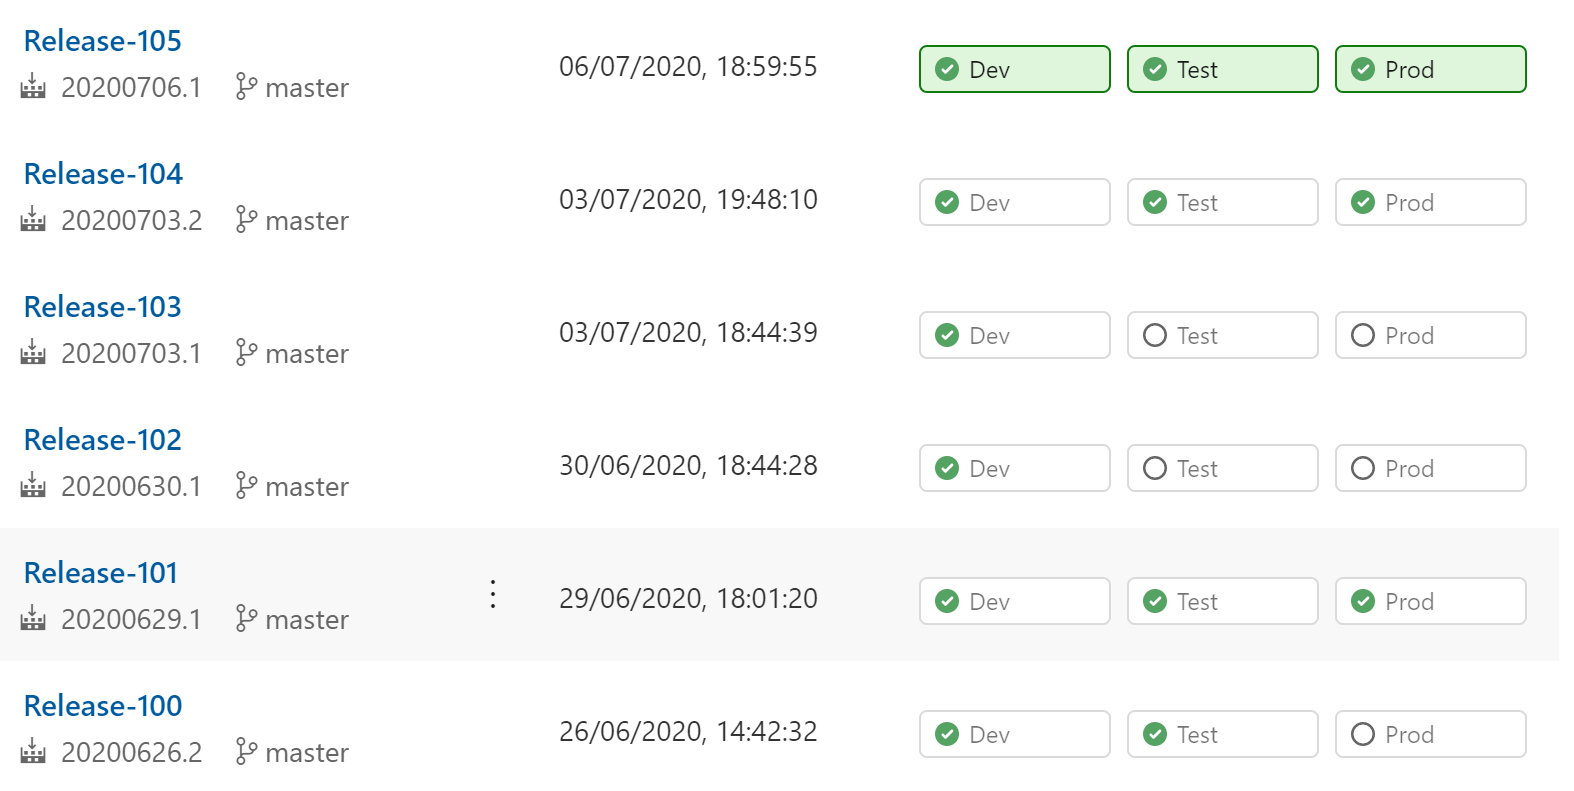 Release-105
20200706.1 master
06/07/2020, 18:59:55
Dev Test Prod
Release-104
20200703.2 master
03/07/2020, 19:48:10
Dev Test Prod
Release-103
20200703.1 master
03/07/2020, 18:44:39
Dev Test Prod
Release-102
20200630.1 master
30/06/2020, 18:44:28
Dev Test Prod
Release-101
20200629.1 master
29/06/2020, 18:01:20
Dev Test Prod
Release-100
20200626.2 master
26/06/2020, 14:42:32
Dev Test Prod